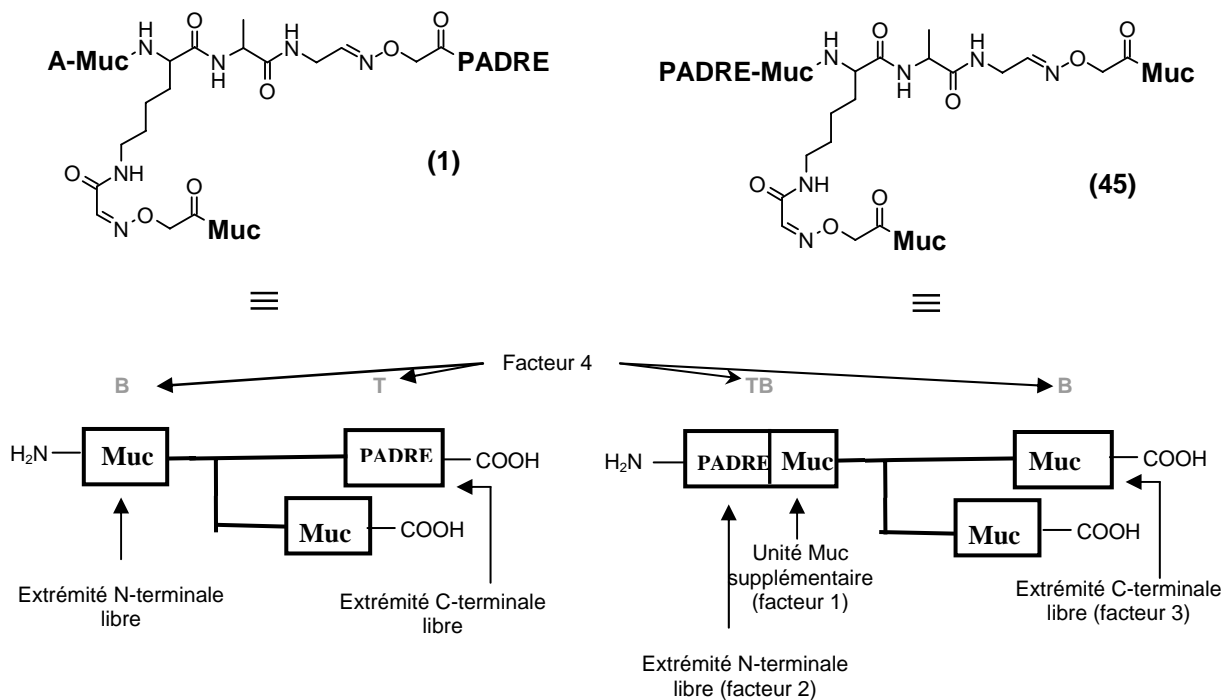 A-Muc
H
N
O
N
H
H
N
O
N
O
O
PADRE
O
NH
N
O
O
Muc
(1)
PADRE-Muc
H
N
O
N
H
H
N
O
N
O
O
Muc
O
NH
N
O
O
Muc
(45)
≡
≡
Facteur 4
B
T
TB
B
H₂N
Muc
PADRE
COOH
Muc
COOH
Extrémité N-terminale
libre
Extrémité C-terminale
libre
H₂N
PADRE
Muc
Muc
COOH
Muc
COOH
Unité Muc
supplémentaire
(facteur 1)
Extrémité C-terminale
libre (facteur 3)
Extrémité N-terminale
libre (facteur 2)